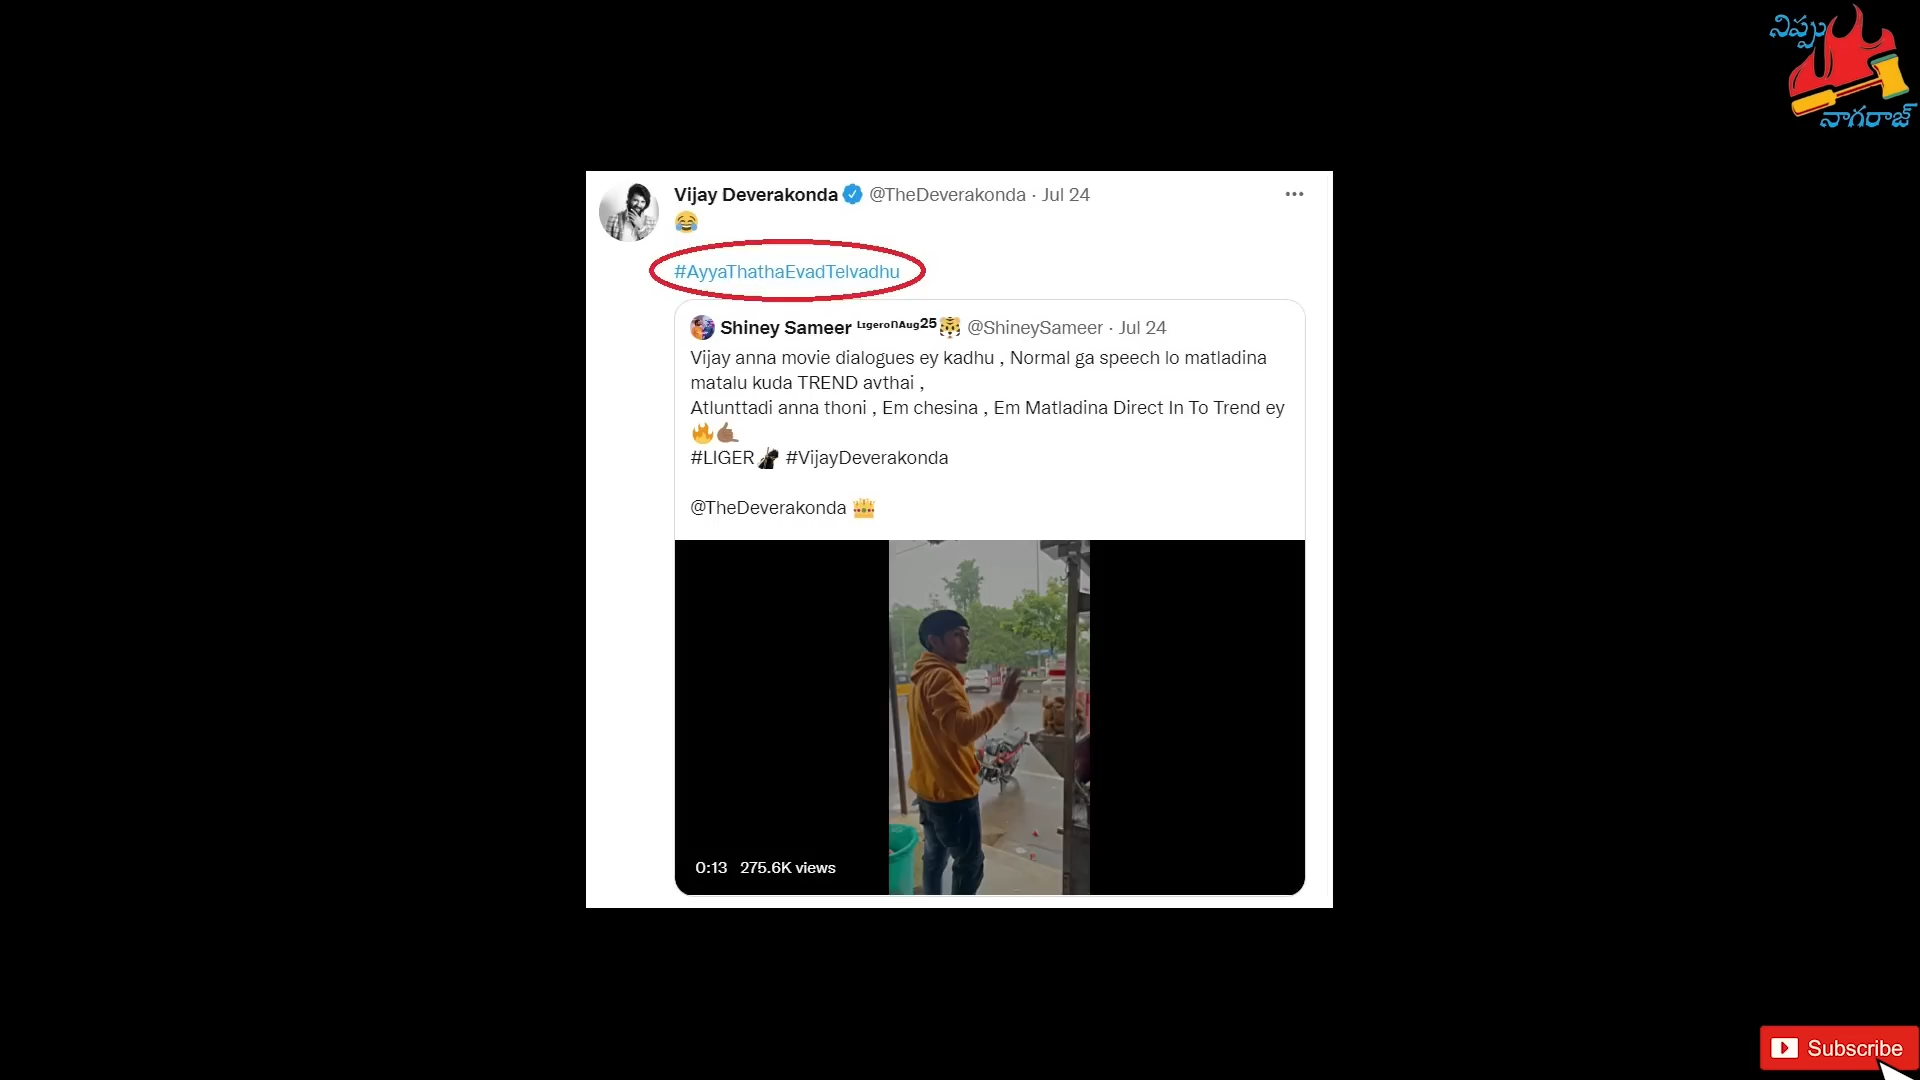 నిప్పు
నాగరాజ్
Vijay Deverakonda @TheDeverakonda · Jul 24
😂
#AyyaThathaEvadTelvadhu
Shiney Sameer ᴸᶦᵍᵉʳᵒⁿᴬᵘᵍ²⁵🐯 @ShineySameer · Jul 24
Vijay anna movie dialogues ey kadhu , Normal ga speech lo matladina
matalu kuda TREND avthai ,
Atlunttadi anna thoni , Em chesina , Em Matladina Direct In To Trend ey
🔥🤙🏽
#LIGER #VijayDeverakonda
@TheDeverakonda 👑
0:13 275.6K views
Subscribe